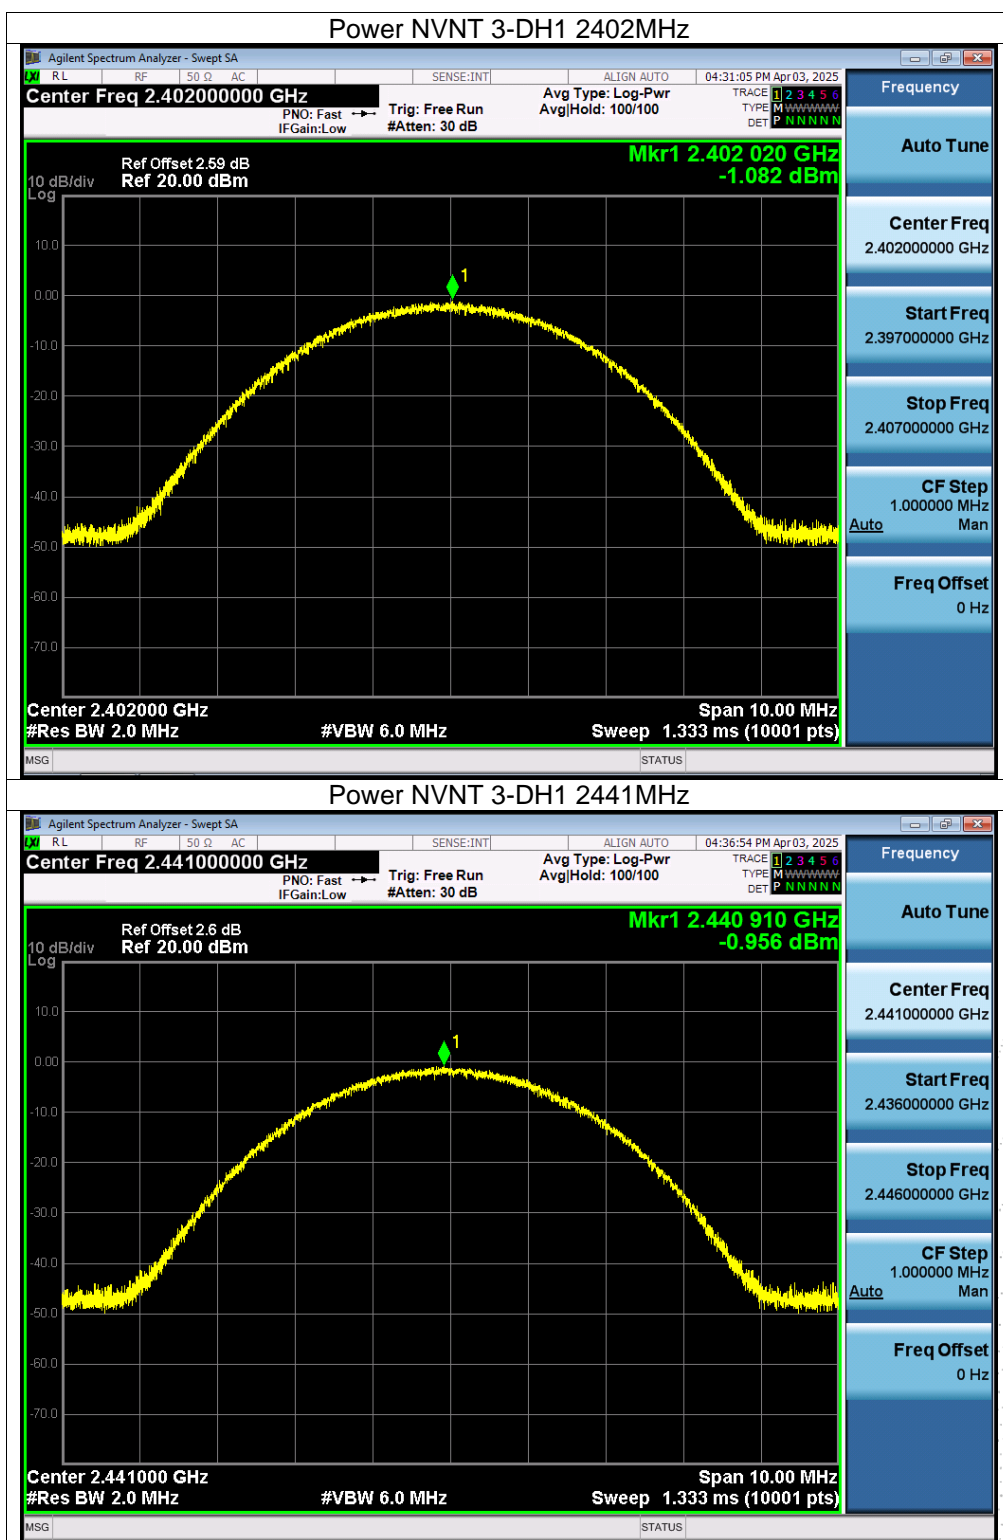 Power NVNT 3-DH1 2402MHz
Agilent Spectrum Analyzer - Swept SA
LXI RL RF 50 Ω AC SENSE:INT ALIGN AUTO 04:31:05 PM Apr 03, 2025
Center Freq 2.402000000 GHz
PNO: Fast
IFGain:Low
Trig: Free Run
#Atten: 30 dB
Avg Type: Log-Pwr
Avg|Hold: 100/100
TRACE 1 2 3 4 5 6
TYPE M WWWWW
DET P N N N N N
Frequency
Mkr1 2.402 020 GHz
-1.082 dBm
Ref Offset 2.59 dB
10 dB/div Ref 20.00 dBm
Log
10.0
0.00
-10.0
-20.0
-30.0
-40.0
-50.0
-60.0
-70.0
1
Center 2.402000 GHz Span 10.00 MHz
#Res BW 2.0 MHz #VBW 6.0 MHz Sweep 1.333 ms (10001 pts)
Auto Tune
Center Freq
2.402000000 GHz
Start Freq
2.397000000 GHz
Stop Freq
2.407000000 GHz
CF Step
1.000000 MHz
Auto Man
Freq Offset
0 Hz
MSG STATUS
Power NVNT 3-DH1 2441MHz
Agilent Spectrum Analyzer - Swept SA
LXI RL RF 50 Ω AC SENSE:INT ALIGN AUTO 04:36:54 PM Apr 03, 2025
Center Freq 2.441000000 GHz
PNO: Fast
IFGain:Low
Trig: Free Run
#Atten: 30 dB
Avg Type: Log-Pwr
Avg|Hold: 100/100
TRACE 1 2 3 4 5 6
TYPE M WWWWW
DET P N N N N N
Frequency
Mkr1 2.440 910 GHz
-0.956 dBm
Ref Offset 2.6 dB
10 dB/div Ref 20.00 dBm
Log
10.0
0.00
-10.0
-20.0
-30.0
-40.0
-50.0
-60.0
-70.0
1
Center 2.441000 GHz Span 10.00 MHz
#Res BW 2.0 MHz #VBW 6.0 MHz Sweep 1.333 ms (10001 pts)
Auto Tune
Center Freq
2.441000000 GHz
Start Freq
2.436000000 GHz
Stop Freq
2.446000000 GHz
CF Step
1.000000 MHz
Auto Man
Freq Offset
0 Hz
MSG STATUS